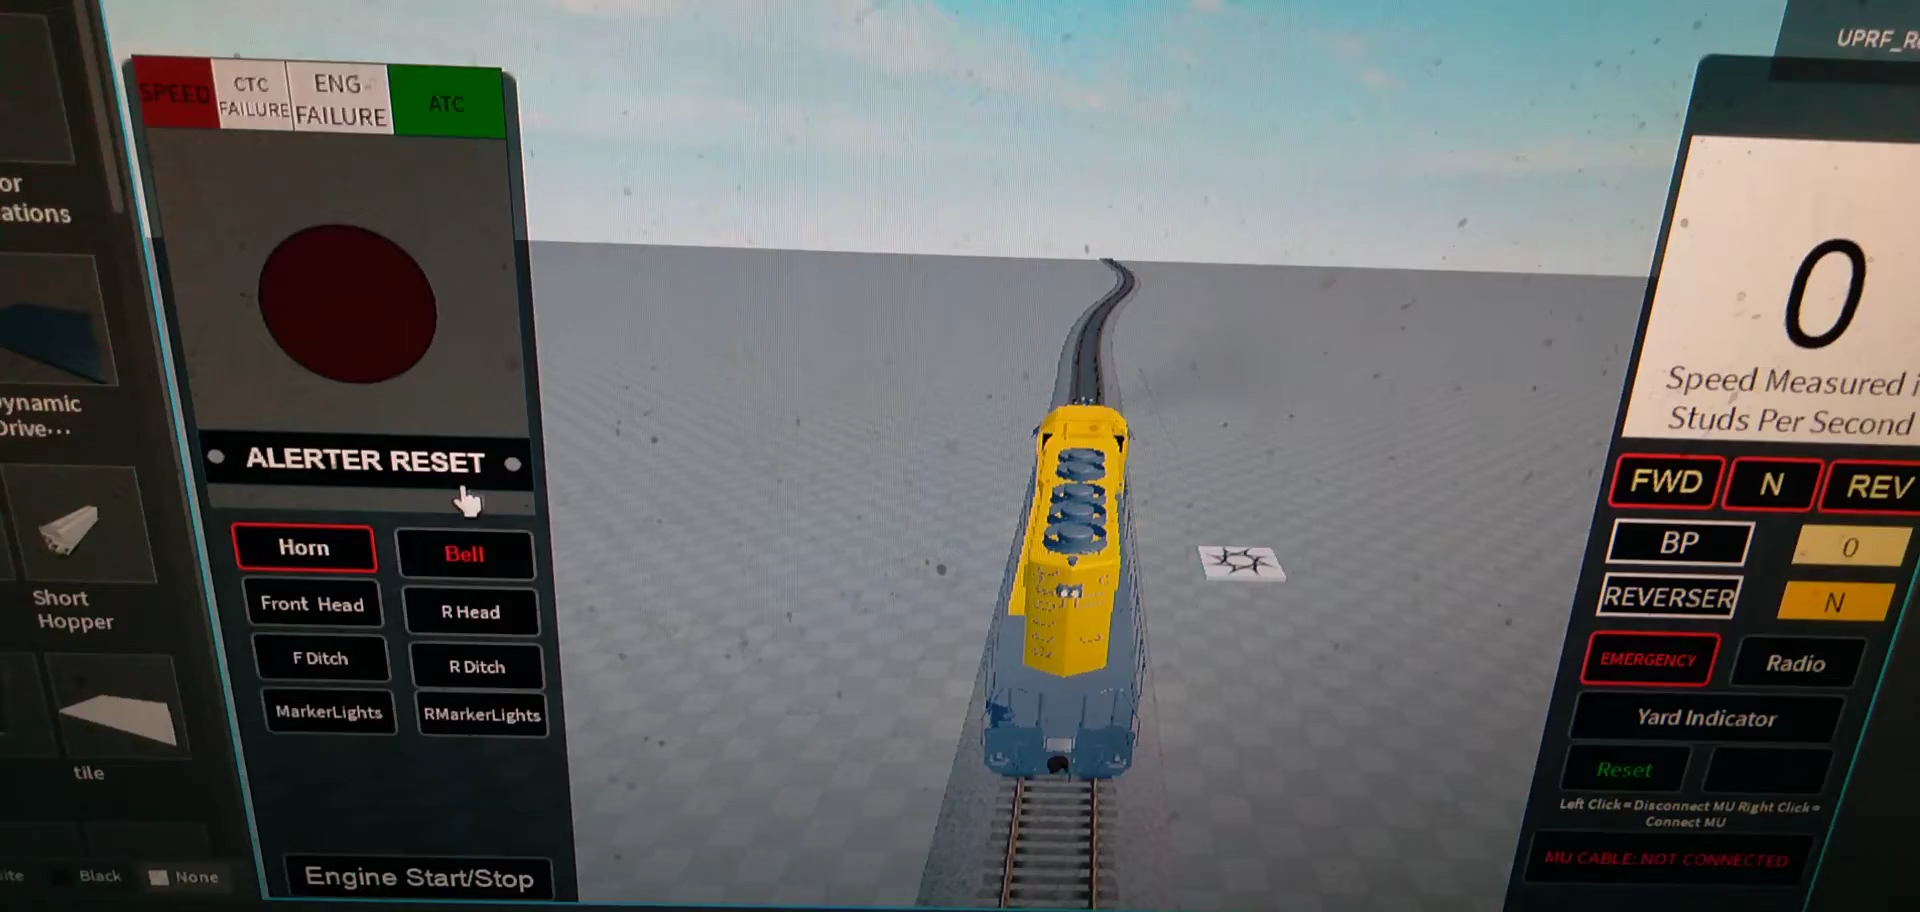 UPRF_R
SPEED
CTC
FAILURE
ENG
FAILURE
ATC
or
ations
0
Speed Measured i
Studs Per Second
ynamic
Drive...
ALERTER RESET
FWD
N
REV
Horn
Bell
BP
0
Front Head
R Head
REVERSER
N
Short
Hopper
F Ditch
R Ditch
EMERGENCY
Radio
MarkerLights
RMarkerLights
Yard Indicator
tile
Reset
Left Click=Disconnect MU Right Click=
Connect MU
Engine Start/Stop
MU CABLE: NOT CONNECTED
ite
Black
None